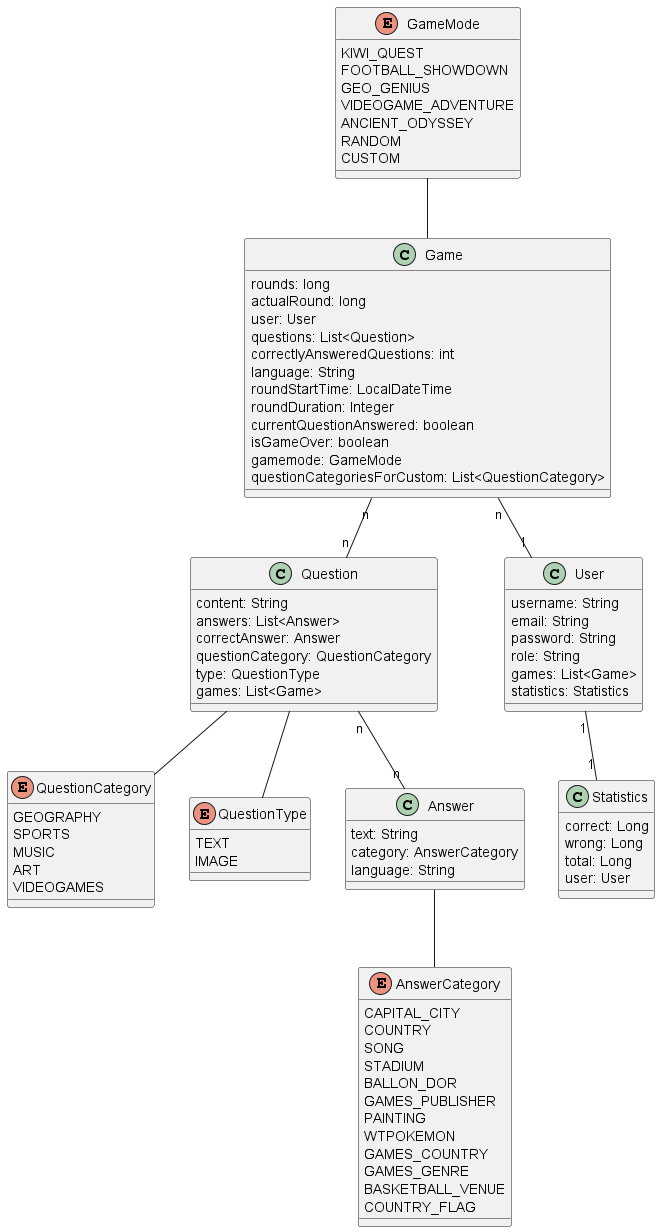 E GameMode
KIWI_QUEST
FOOTBALL_SHOWDOWN
GEO_GENIUS
VIDEOGAME_ADVENTURE
ANCIENT_ODYSSEY
RANDOM
CUSTOM
C Game
rounds: long
actualRound: long
user: User
questions: List<Question>
correctlyAnsweredQuestions: int
language: String
roundStartTime: LocalDateTime
roundDuration: Integer
currentQuestionAnswered: boolean
isGameOver: boolean
gamemode: GameMode
questionCategoriesForCustom: List<QuestionCategory>
n
n
n
1
C Question
content: String
answers: List<Answer>
correctAnswer: Answer
questionCategory: QuestionCategory
type: QuestionType
games: List<Game>
C User
username: String
email: String
password: String
role: String
games: List<Game>
statistics: Statistics
n
n
1
1
E QuestionCategory
GEOGRAPHY
SPORTS
MUSIC
ART
VIDEOGAMES
E QuestionType
TEXT
IMAGE
C Answer
text: String
category: AnswerCategory
language: String
C Statistics
correct: Long
wrong: Long
total: Long
user: User
E AnswerCategory
CAPITAL_CITY
COUNTRY
SONG
STADIUM
BALLON_DOR
GAMES_PUBLISHER
PAINTING
WTPOKEMON
GAMES_COUNTRY
GAMES_GENRE
BASKETBALL_VENUE
COUNTRY_FLAG